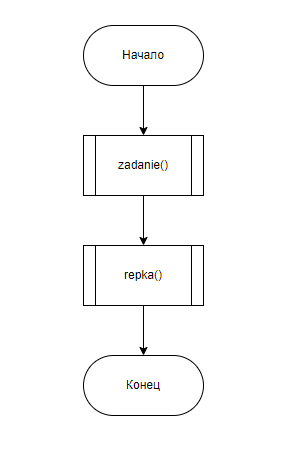 Начало
zadanie()
repka()
Конец